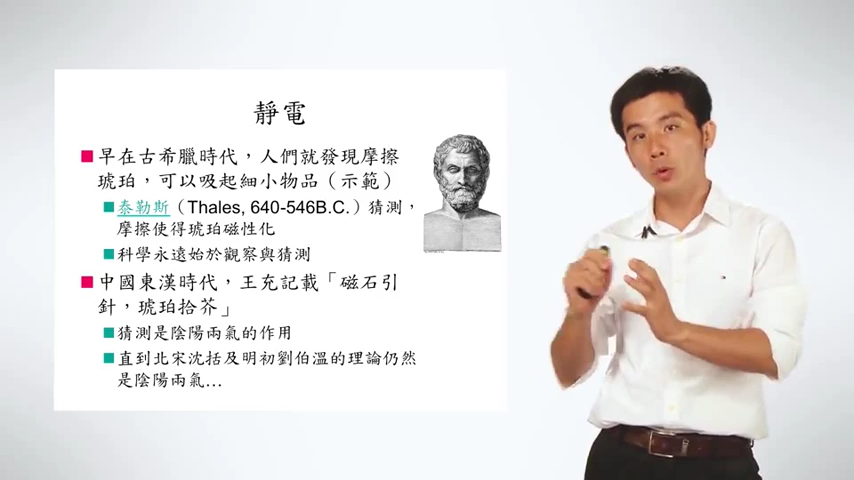 靜電
早在古希臘時代，人們就發現摩擦
琥珀，可以吸起細小物品（示範）
泰勒斯（Thales, 640-546B.C.）猜測，
摩擦使得琥珀磁性化
科學永遠始於觀察與猜測
中國東漢時代，王充記載「磁石引
針，琥珀拾芥」
猜測是陰陽兩氣的作用
直到北宋沈括及明初劉伯溫的理論仍然
是陰陽兩氣...